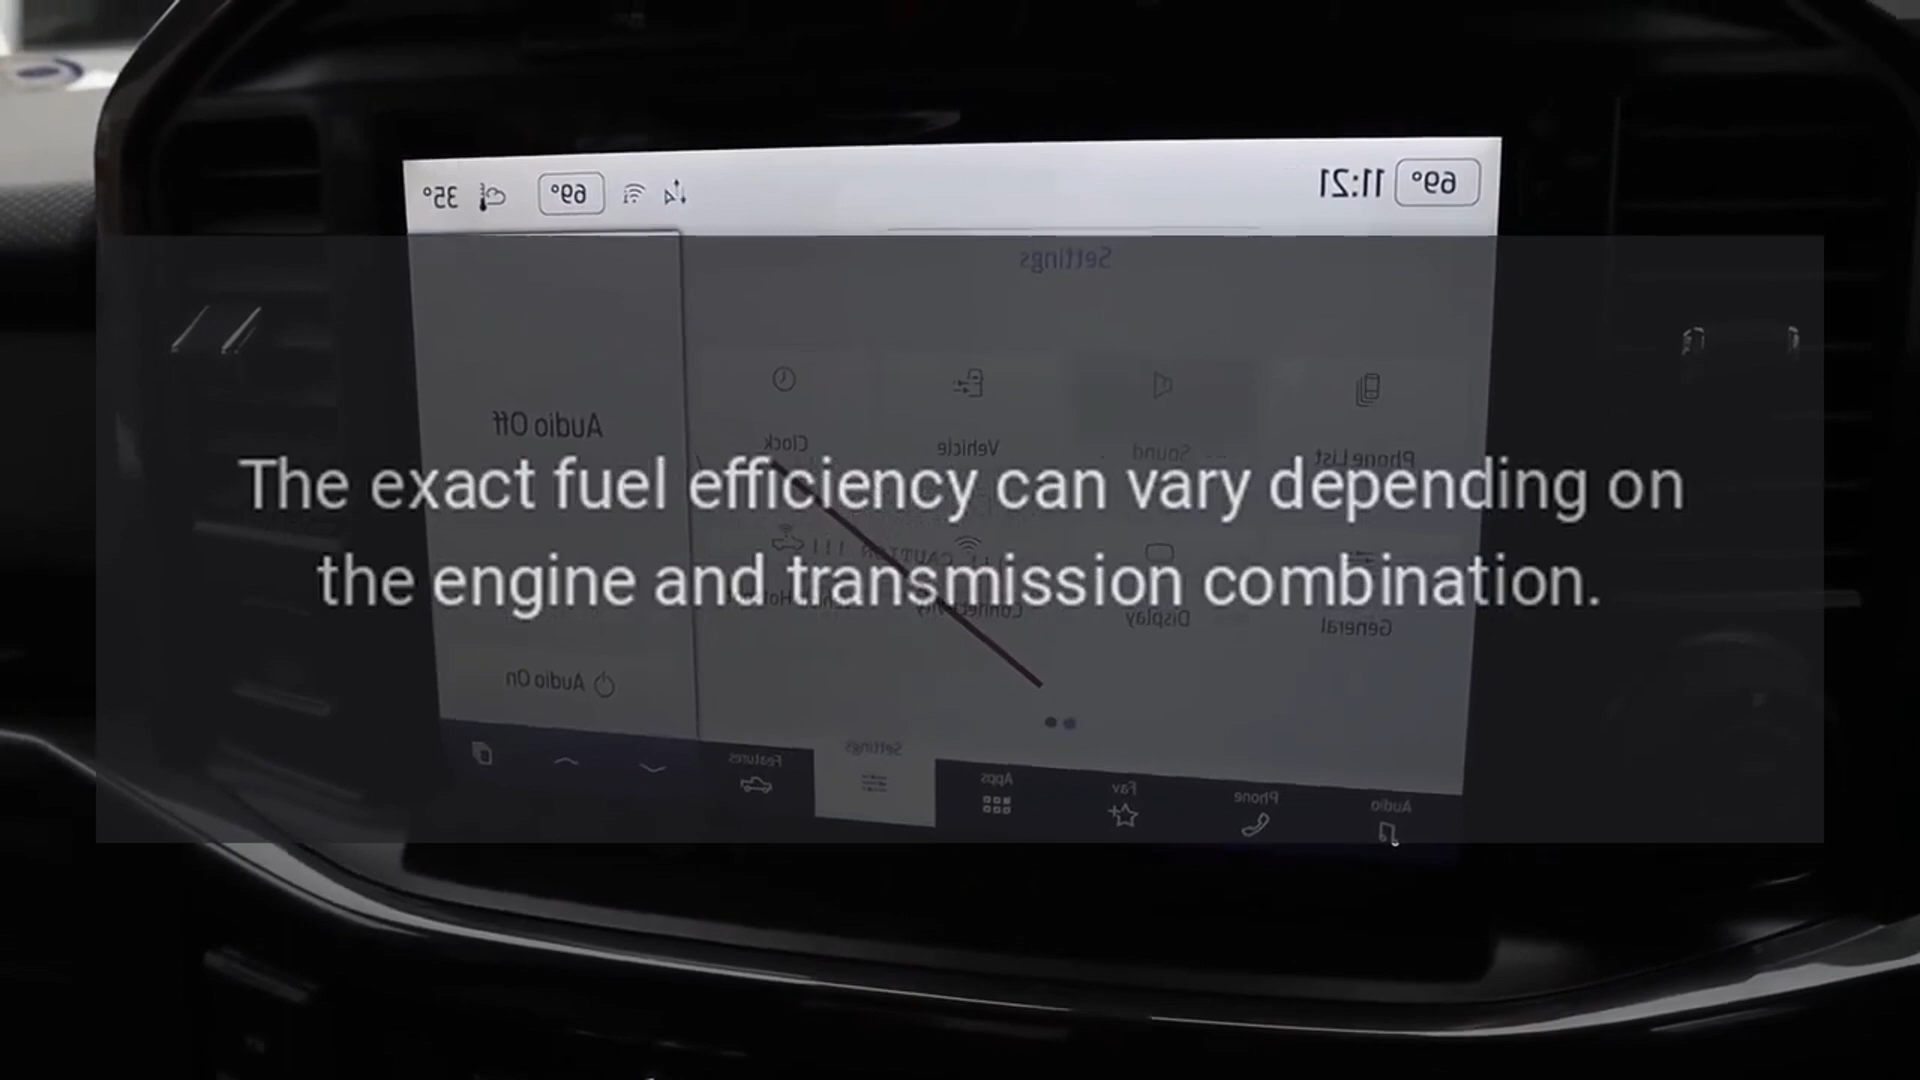 35°
69°
11:21
69°
Settings
Audio Off
Clock
Vehicle
Sound
Phone List
The exact fuel efficiency can vary depending on
the engine and transmission combination.
CAUTION
Display
General
Audio On
Features
Settings
Apps
Fav
Phone
Audio